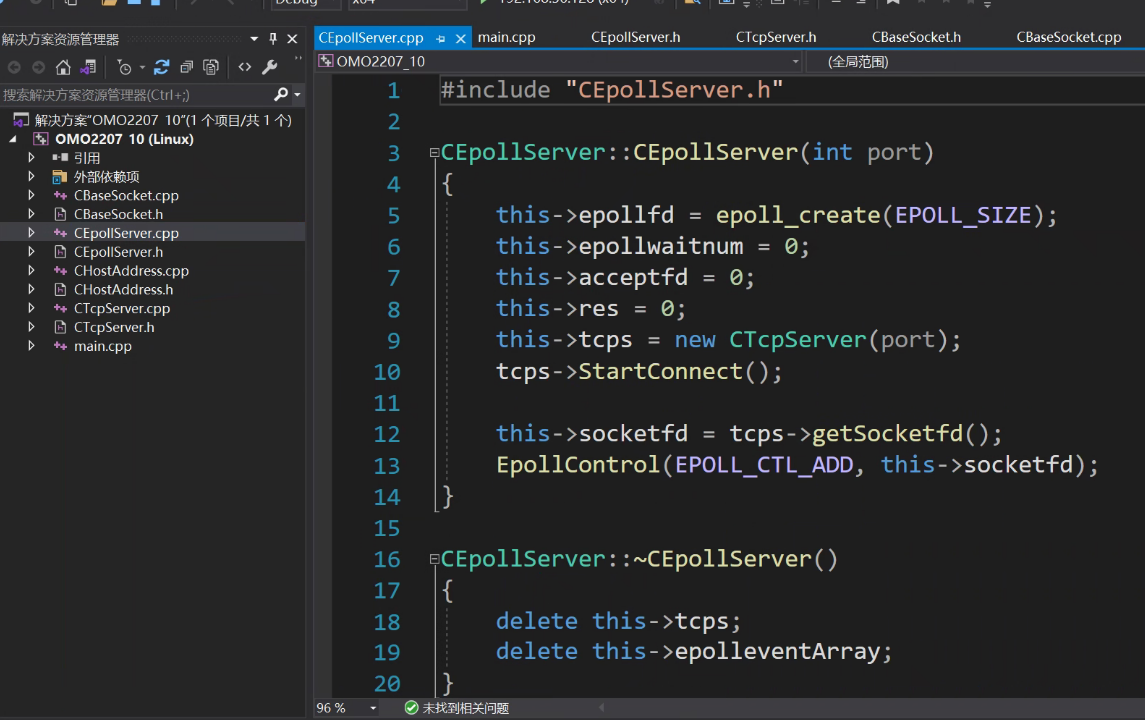 Debug x64 192.168.50.128 (x64)
解决方案资源管理器
搜索解决方案资源管理器(Ctrl+;)
解决方案"OMO2207_10"(1 个项目/共 1 个)
OMO2207_10 (Linux)
引用
外部依赖项
CBaseSocket.cpp
CBaseSocket.h
CEpollServer.cpp
CEpollServer.h
CHostAddress.cpp
CHostAddress.h
CTcpServer.cpp
CTcpServer.h
main.cpp
CEpollServer.cpp main.cpp CEpollServer.h CTcpServer.h CBaseSocket.h CBaseSocket.cpp
OMO2207_10 (全局范围)
1 #include "CEpollServer.h"
2
3 CEpollServer::CEpollServer(int port)
4 {
5 this->epollfd = epoll_create(EPOLL_SIZE);
6 this->epollwaitnum = 0;
7 this->acceptfd = 0;
8 this->res = 0;
9 this->tcps = new CTcpServer(port);
10 tcps->StartConnect();
11
12 this->socketfd = tcps->getSocketfd();
13 EpollControl(EPOLL_CTL_ADD, this->socketfd);
14 }
15
16 CEpollServer::~CEpollServer()
17 {
18 delete this->tcps;
19 delete this->epolleventArray;
20 }
96 % 未找到相关问题